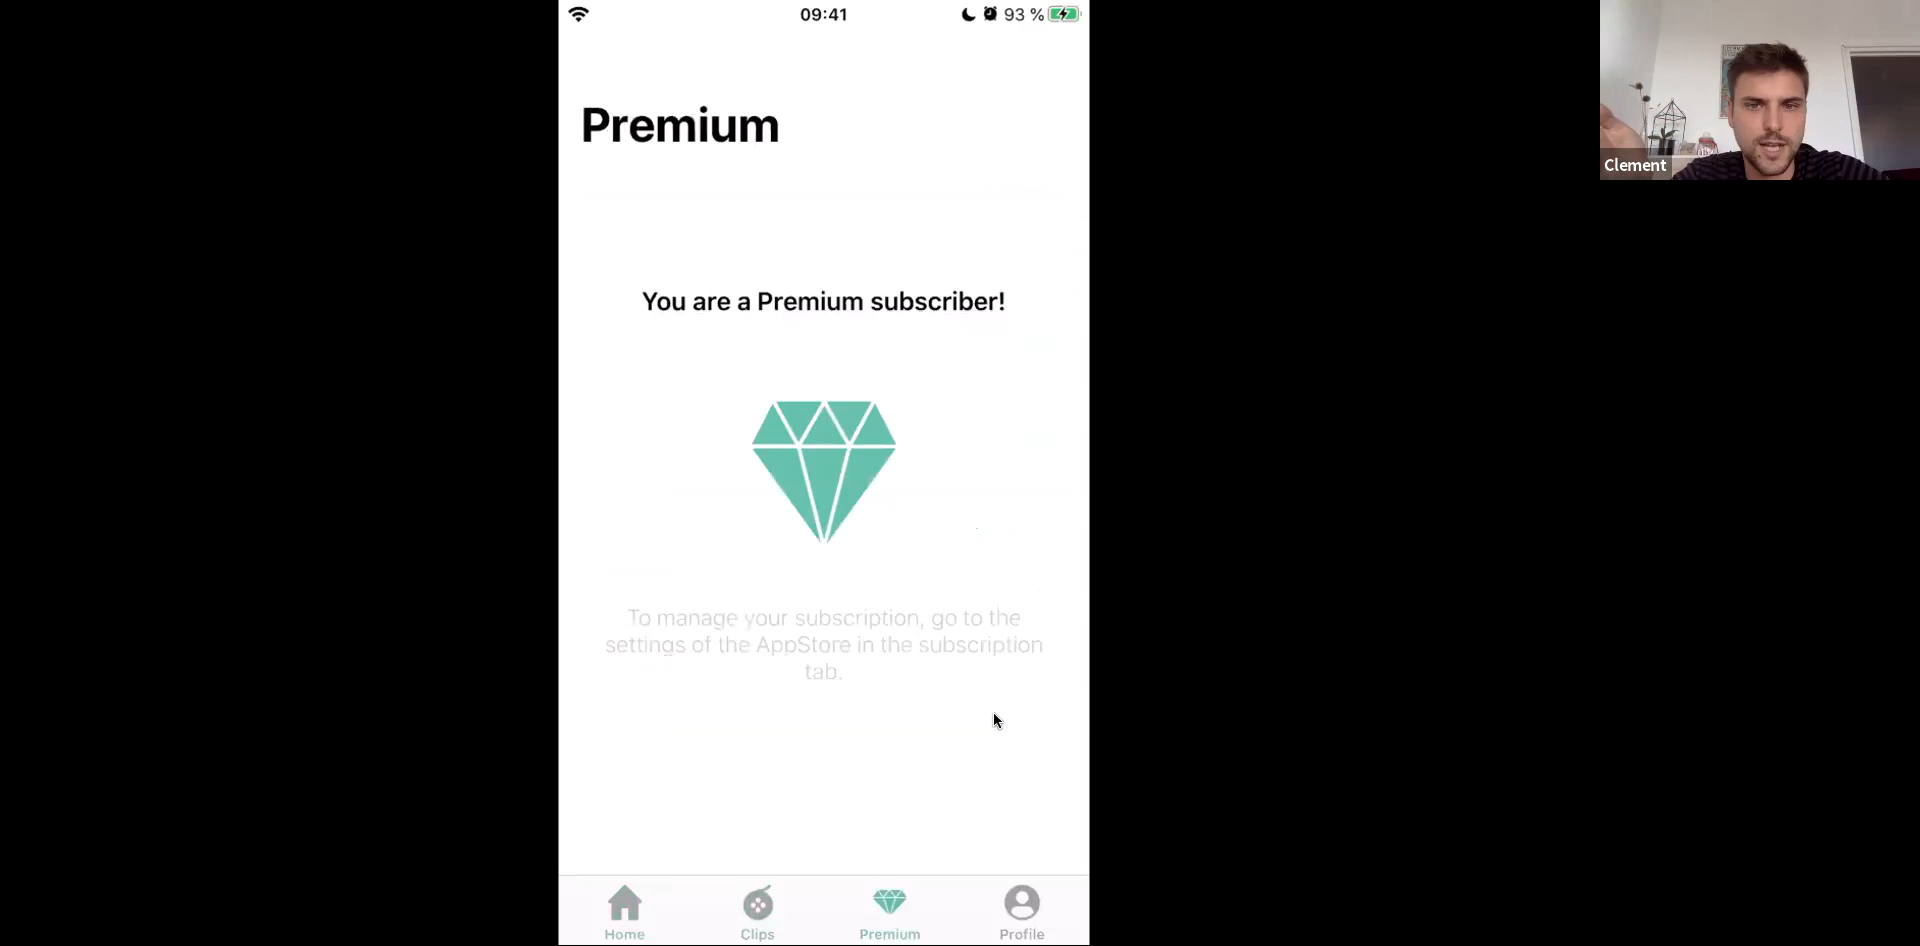 09:41
93 %
Premium
You are a Premium subscriber!
To manage your subscription, go to the
settings of the AppStore in the subscription
tab.
Home
Clips
Premium
Profile
Clement